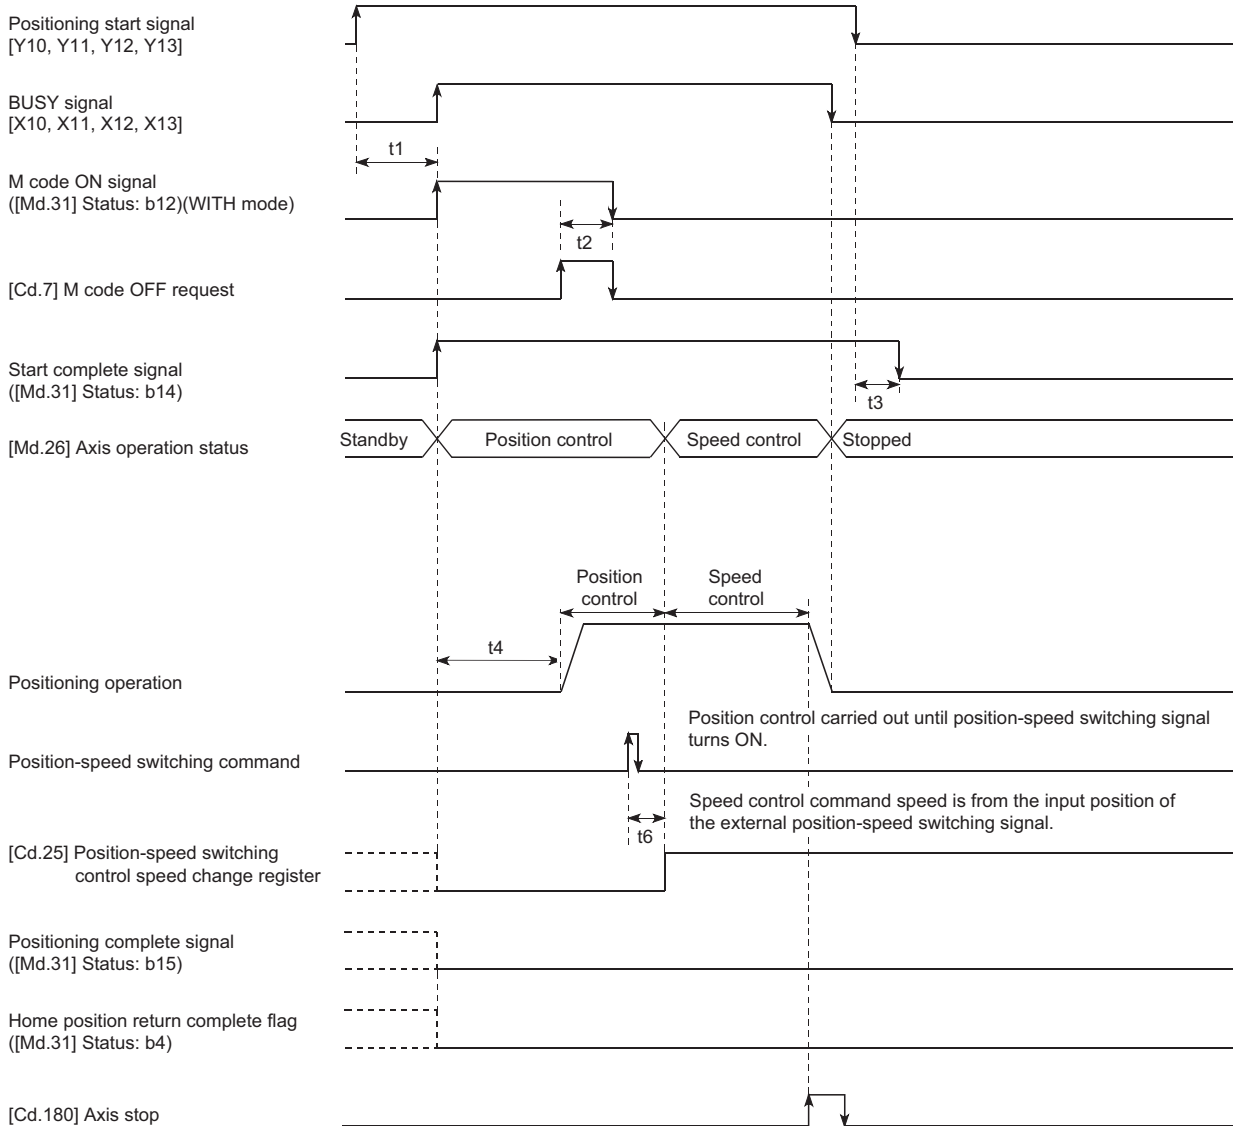 Positioning start signal
[Y10, Y11, Y12, Y13]
BUSY signal
[X10, X11, X12, X13]
t1
M code ON signal
([Md.31] Status: b12)(WITH mode)
t2
[Cd.7] M code OFF request
Start complete signal
([Md.31] Status: b14)
t3
[Md.26] Axis operation status
Standby
Position control
Speed control
Stopped
Position
control
Speed
control
t4
Positioning operation
Position control carried out until position-speed switching signal
turns ON.
Position-speed switching command
Speed control command speed is from the input position of
the external position-speed switching signal.
t6
[Cd.25] Position-speed switching
control speed change register
Positioning complete signal
([Md.31] Status: b15)
Home position return complete flag
([Md.31] Status: b4)
[Cd.180] Axis stop